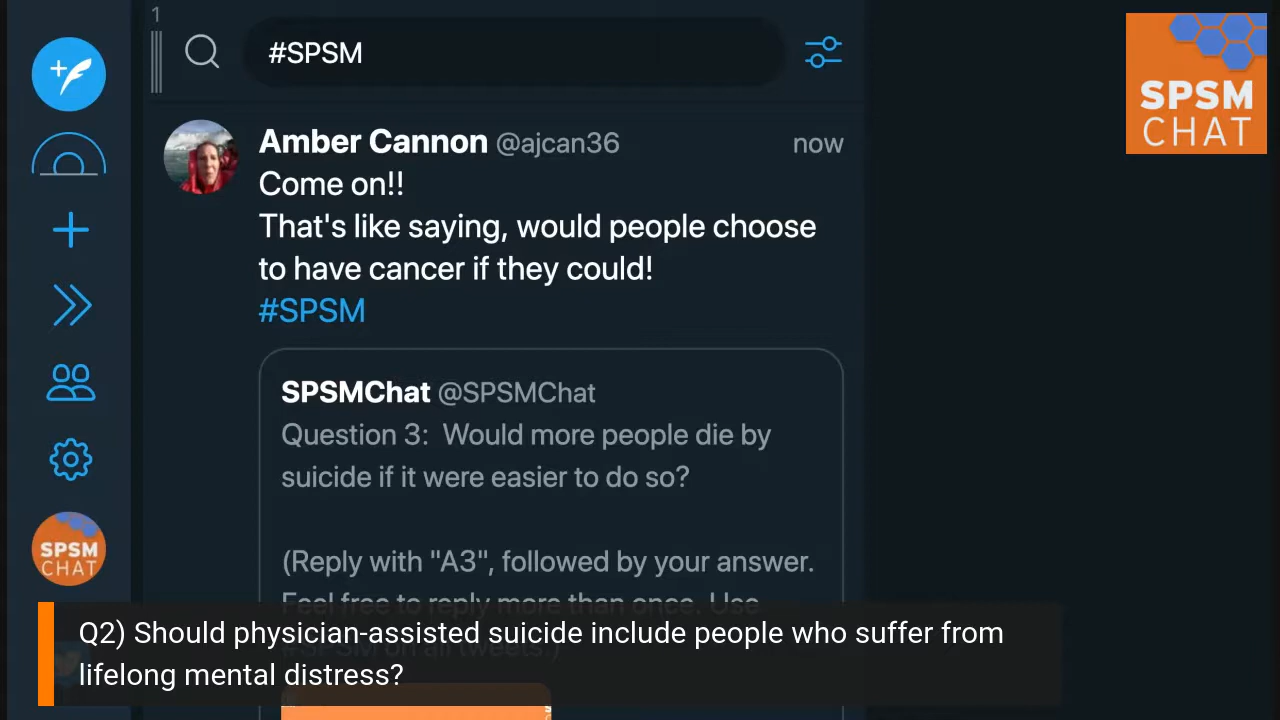 1
#SPSM
SPSM
CHAT
Amber Cannon @ajcan36 now
Come on!!
That's like saying, would people choose
to have cancer if they could!
#SPSM
SPSMChat @SPSMChat
Question 3: Would more people die by
suicide if it were easier to do so?
(Reply with "A3", followed by your answer.
Feel free to reply more than once. Use
#SPSM on all tweets.)
SPSM
CHAT
Q2) Should physician-assisted suicide include people who suffer from
lifelong mental distress?